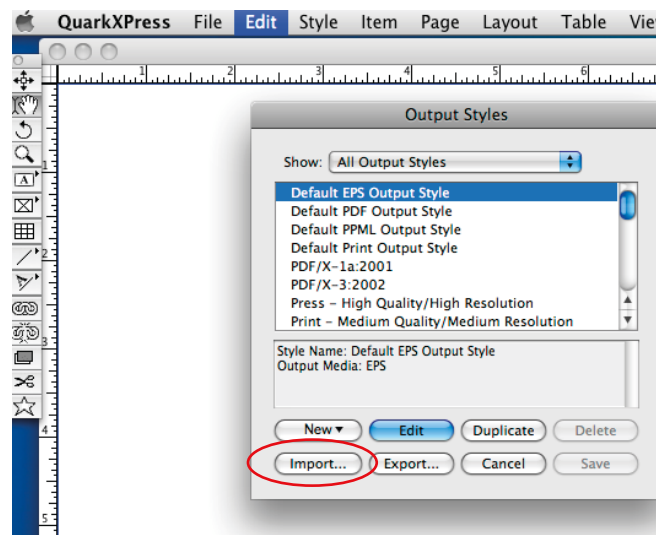 QuarkXPress File Edit Style Item Page Layout Table Vie
1 2 3 4 5 6
Output Styles
Show: All Output Styles
Default EPS Output Style
Default PDF Output Style
Default PPML Output Style
Default Print Output Style
PDF/X-1a:2001
PDF/X-3:2002
Press – High Quality/High Resolution
Print – Medium Quality/Medium Resolution
Style Name: Default EPS Output Style
Output Media: EPS
New Edit Duplicate Delete
Import... Export... Cancel Save
A
1
2
3
4
5